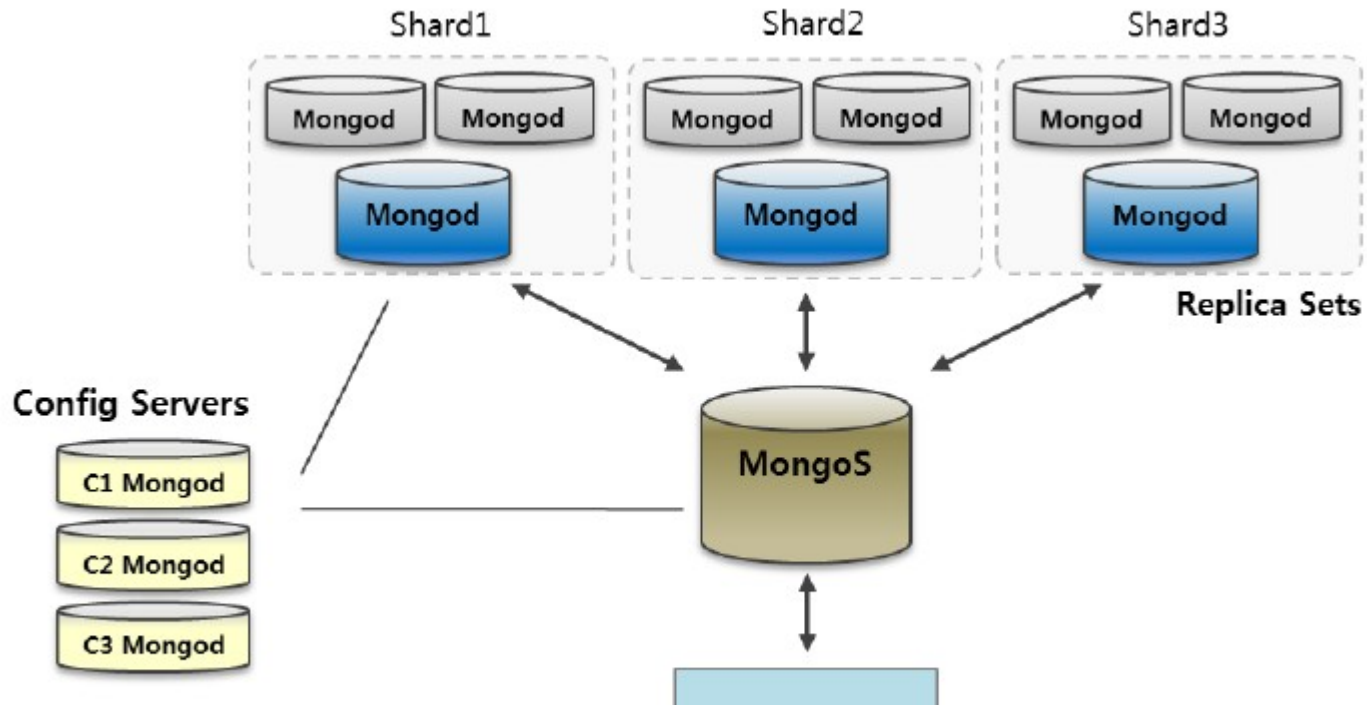 Shard1
Shard2
Shard3
Mongod
Mongod
Mongod
Mongod
Mongod
Mongod
Mongod
Mongod
Mongod
Replica Sets
Config Servers
MongoS
C1 Mongod
C2 Mongod
C3 Mongod